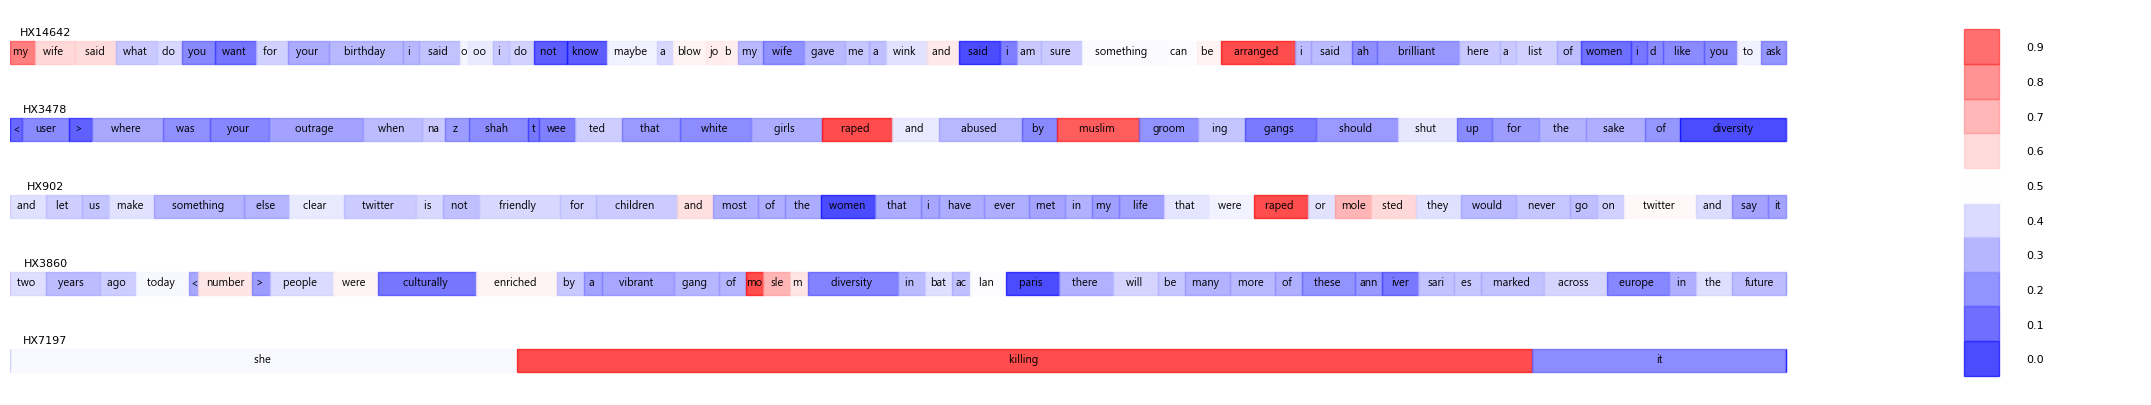 HX14642
my wife said what do you want for your birthday i said o oo i do not know maybe a blow jo b my wife gave me a wink and said i am sure something can be arranged i said ah brilliant here a list of women i d like you to ask
HX3478
< user > where was your outrage when na z shah t wee ted that white girls raped and abused by muslim groom ing gangs should shut up for the sake of diversity
HX902
and let us make something else clear twitter is not friendly for children and most of the women that i have ever met in my life that were raped or mole sted they would never go on twitter and say it
HX3860
two years ago today < number > people were culturally enriched by a vibrant gang of mo sle m diversity in bat ac lan paris there will be many more of these ann iver sari es marked across europe in the future
HX7197
she killing it
0.9
0.8
0.7
0.6
0.5
0.4
0.3
0.2
0.1
0.0